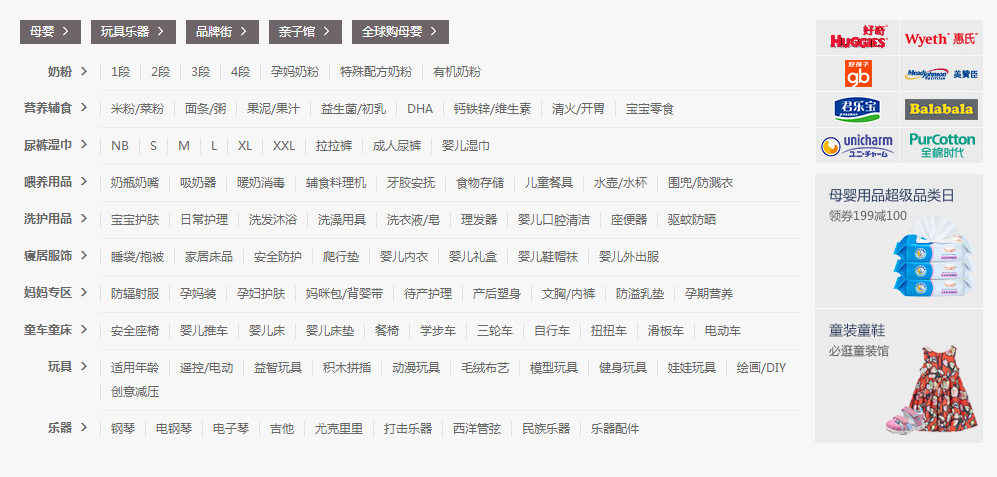 母婴 > 玩具乐器 > 品牌街 > 亲子馆 > 全球购母婴 >
奶粉 > 1段 2段 3段 4段 孕妈奶粉 特殊配方奶粉 有机奶粉
营养辅食 > 米粉/菜粉 面条/粥 果泥/果汁 益生菌/初乳 DHA 钙铁锌/维生素 清火/开胃 宝宝零食
尿裤湿巾 > NB S M L XL XXL 拉拉裤 成人尿裤 婴儿湿巾
喂养用品 > 奶瓶奶嘴 吸奶器 暖奶消毒 辅食料理机 牙胶安抚 食物存储 儿童餐具 水壶/水杯 围兜/防溅衣
洗护用品 > 宝宝护肤 日常护理 洗发沐浴 洗澡用具 洗衣液/皂 理发器 婴儿口腔清洁 座便器 驱蚊防晒
寝居服饰 > 睡袋/抱被 家居床品 安全防护 爬行垫 婴儿内衣 婴儿礼盒 婴儿鞋帽袜 婴儿外出服
妈妈专区 > 防辐射服 孕妈装 孕妇护肤 妈咪包/背婴带 待产护理 产后塑身 文胸/内裤 防溢乳垫 孕期营养
童车童床 > 安全座椅 婴儿推车 婴儿床 婴儿床垫 餐椅 学步车 三轮车 自行车 扭扭车 滑板车 电动车
玩具 > 适用年龄 遥控/电动 益智玩具 积木拼插 动漫玩具 毛绒布艺 模型玩具 健身玩具 娃娃玩具 绘画/DIY
创意减压
乐器 > 钢琴 电钢琴 电子琴 吉他 尤克里里 打击乐器 西洋管弦 民族乐器 乐器配件
好奇
HUGGIES
Wyeth 惠氏
好孩子
gb
MeadJohnson 美贊臣
君乐宝
Balabala
unicharm
ユニ・チャーム
PurCotton
全棉时代
母婴用品超级品类日
领券199减100
童装童鞋
必逛童装馆